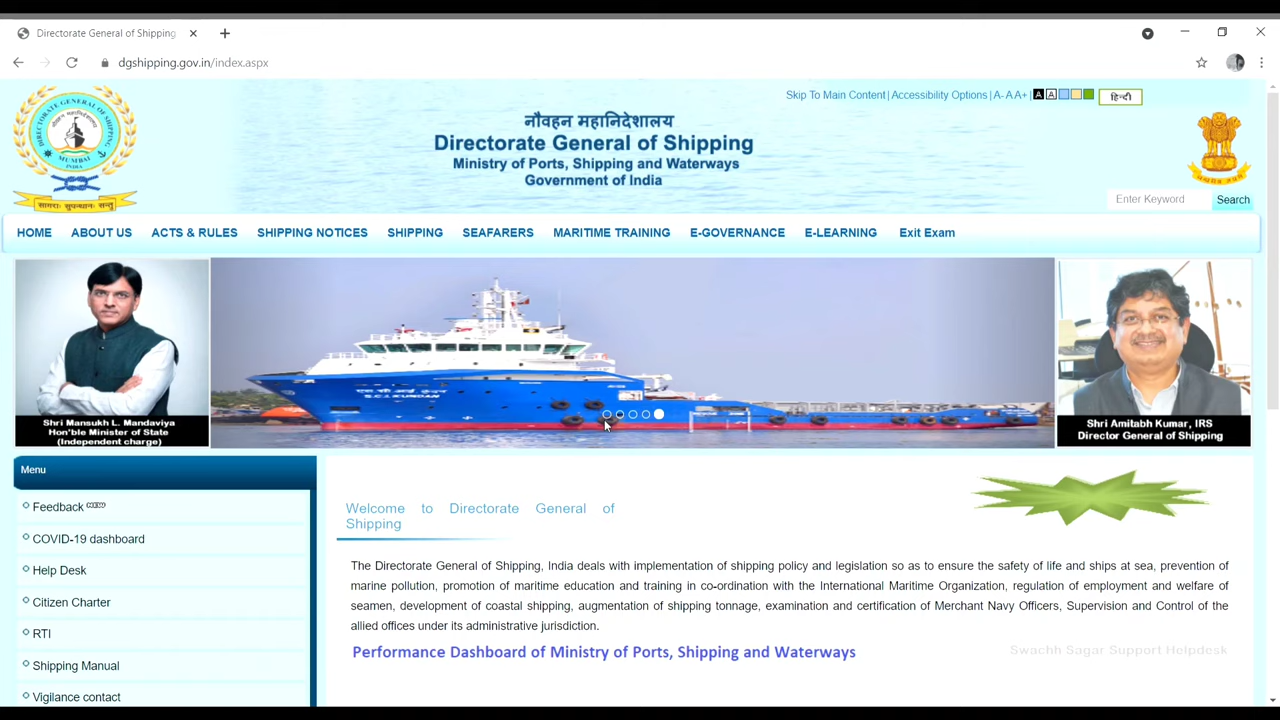 Directorate General of Shipping
dgshipping.gov.in/index.aspx
Skip To Main Content| Accessibility Options| A- A A+ | A A हिन्दी
DIRECTORATE GENERAL OF SHIPPING
MUMBAI
INDIA
नौवहन महानिदेशालय
Directorate General of Shipping
Ministry of Ports, Shipping and Waterways
Government of India
Enter Keyword Search
HOME ABOUT US ACTS & RULES SHIPPING NOTICES SHIPPING SEAFARERS MARITIME TRAINING E-GOVERNANCE E-LEARNING Exit Exam
S.C.I. KUNDAN
Shri Mansukh L. Mandaviya
Hon'ble Minister of State
(Independent charge)
Shri Amitabh Kumar, IRS
Director General of Shipping
Menu
Feedback
COVID-19 dashboard
Help Desk
Citizen Charter
RTI
Shipping Manual
Vigilance contact
Welcome to Directorate General of
Shipping
The Directorate General of Shipping, India deals with implementation of shipping policy and legislation so as to ensure the safety of life and ships at sea, prevention of
marine pollution, promotion of maritime education and training in co-ordination with the International Maritime Organization, regulation of employment and welfare of
seamen, development of coastal shipping, augmentation of shipping tonnage, examination and certification of Merchant Navy Officers, Supervision and Control of the
allied offices under its administrative jurisdiction.
Performance Dashboard of Ministry of Ports, Shipping and Waterways
Swachh Sagar Support Helpdesk